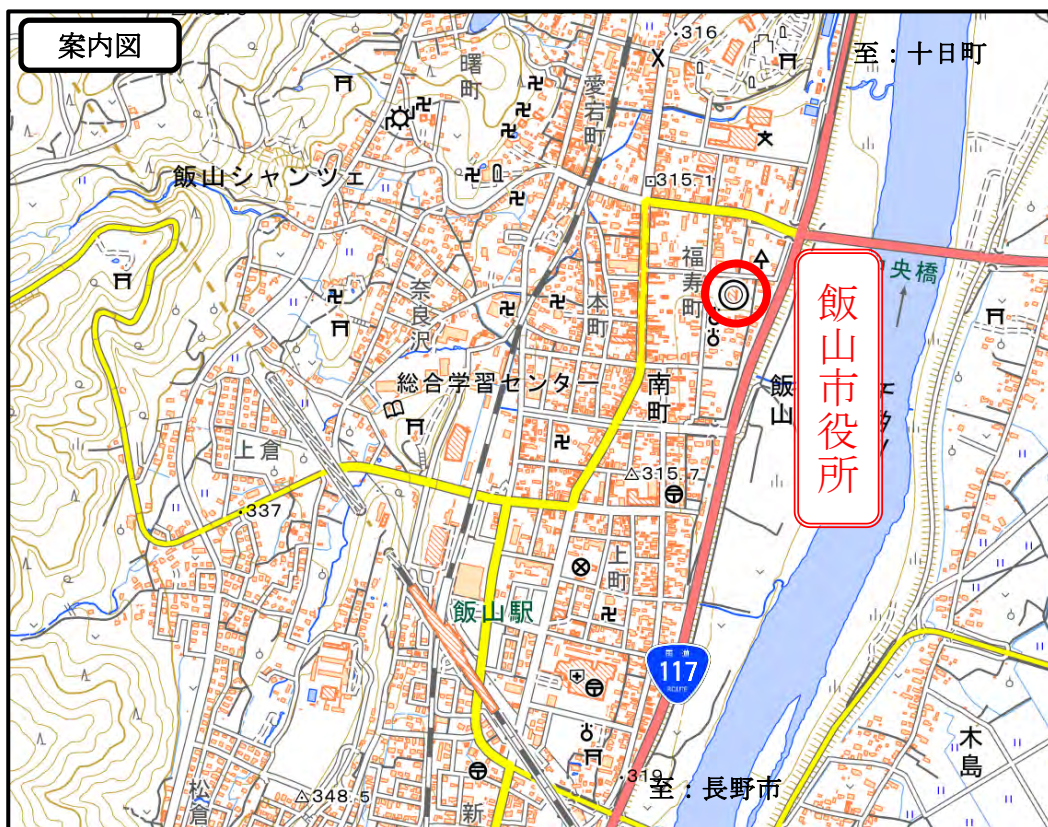 案内図
316
至：十日町
曙町
愛宕町
飯山シャンツェ
315.1
福寿町
央橋
奈良沢
本町
飯山市役所
総合学習センター
南町
飯山
上倉
315.7
337
上町
飯山駅
国道
117
ROUTE
木島
319
至：長野市
348.5
松倉
新